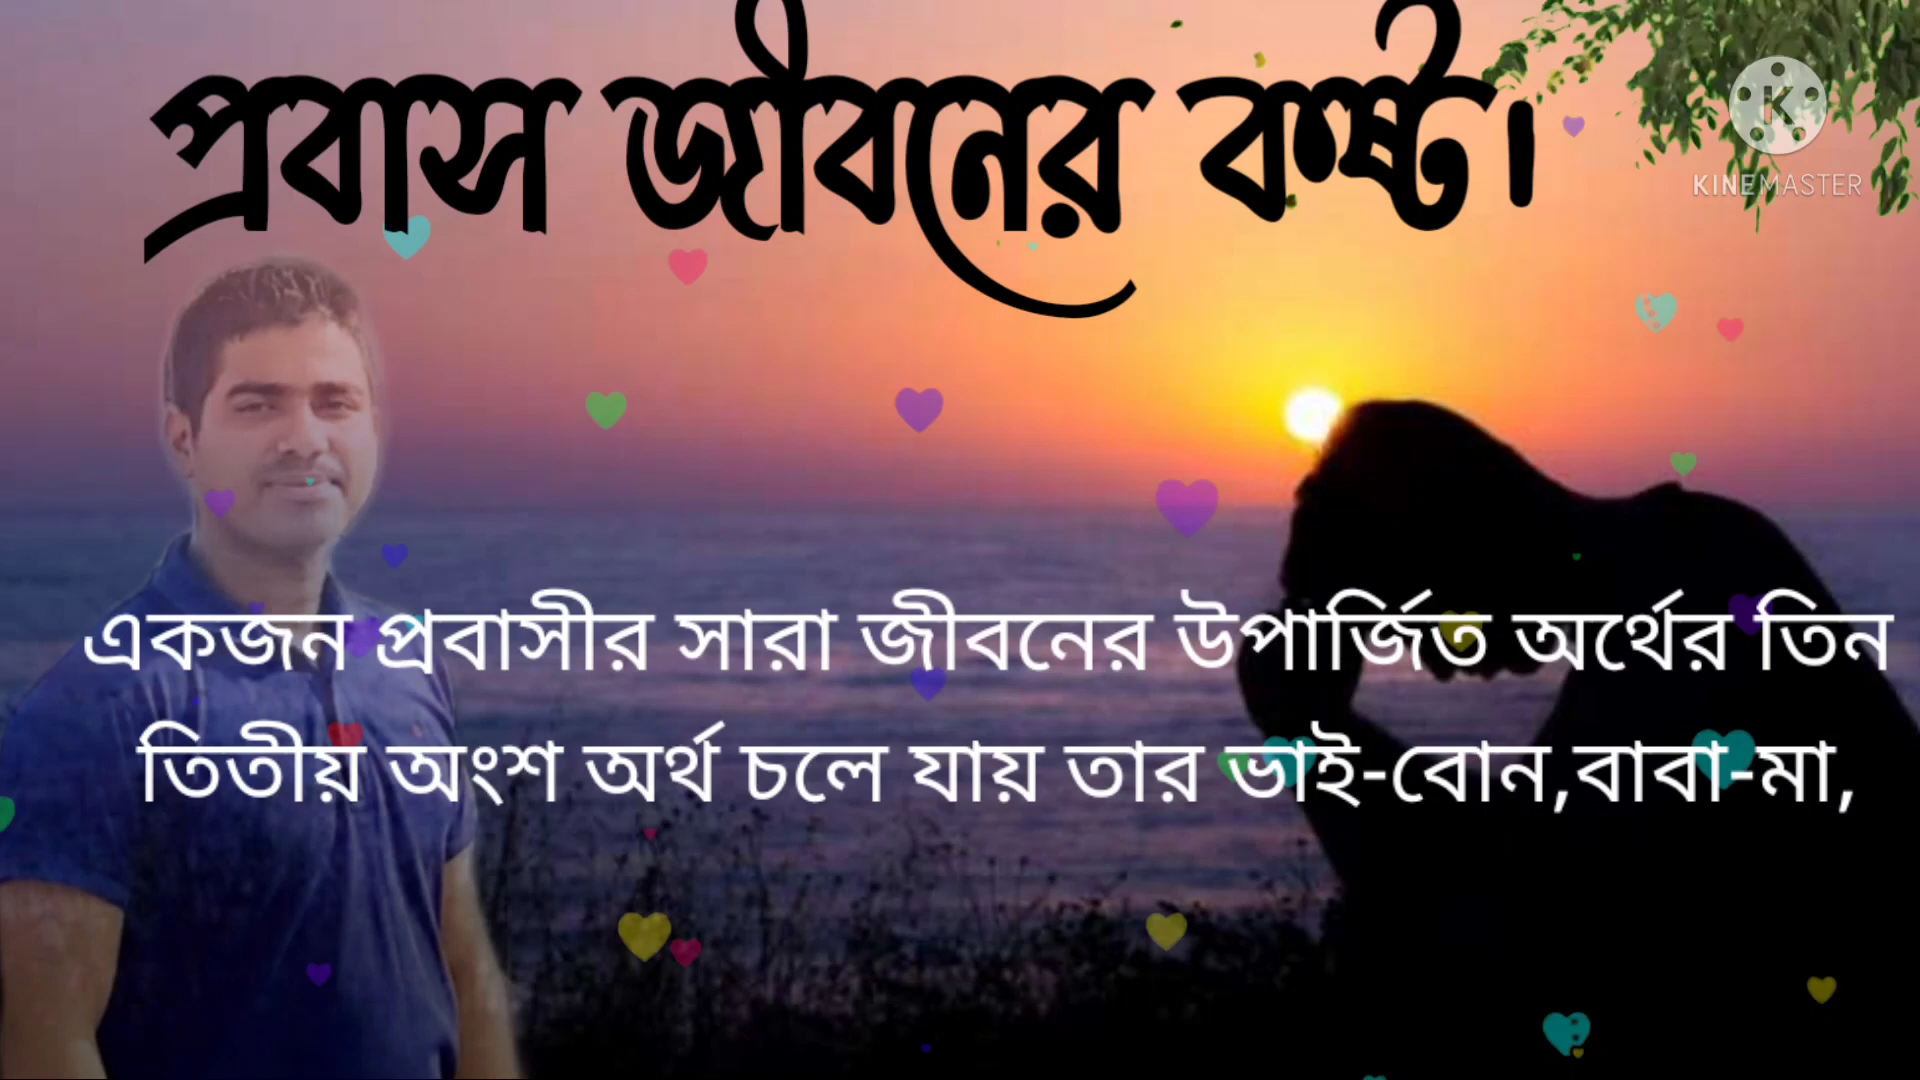 প্রবাস জীবনের কষ্ট।
KINEMASTER
একজন প্রবাসীর সারা জীবনের উপার্জিত অর্থের তিন
তিতীয় অংশ অর্থ চলে যায় তার ভাই-বোন,বাবা-মা,